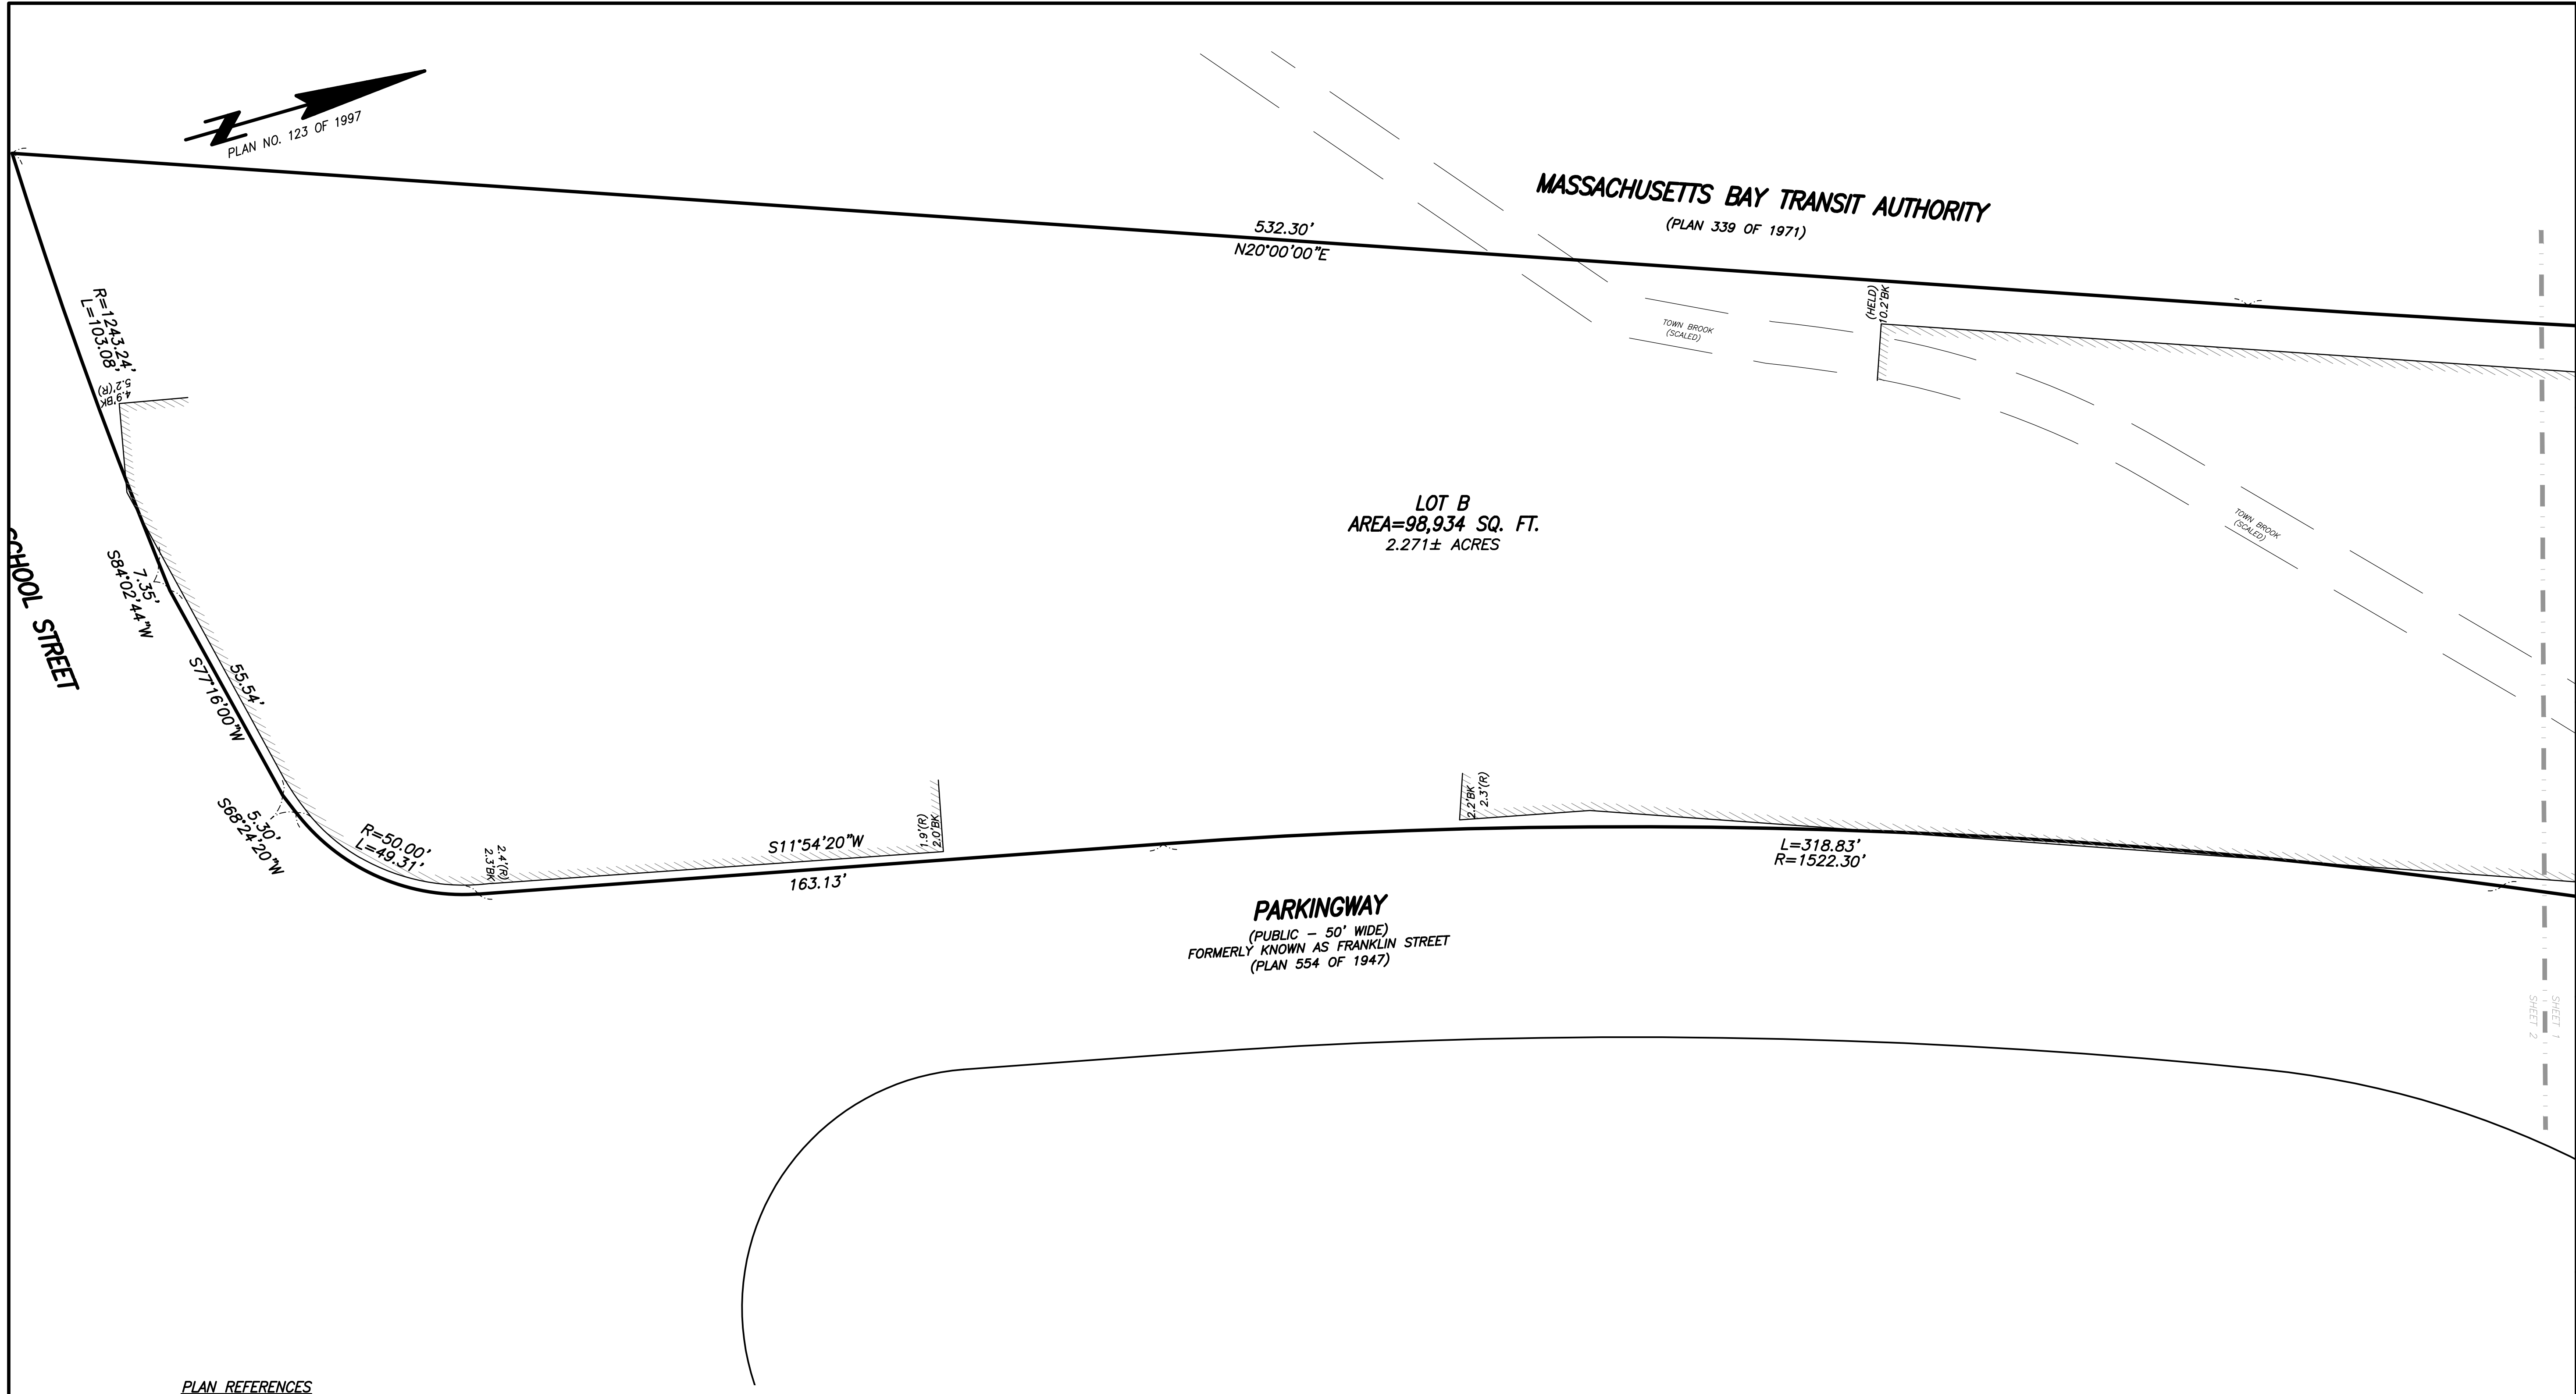 PLAN NO. 123 OF 1997
MASSACHUSETTS BAY TRANSIT AUTHORITY
(PLAN 339 OF 1971)
532.30'
N20°00'00"E
(HELD)
10.2'BK
R=1243.24'
L=103.08'
5.2'(R)
4.9'BK
TOWN BROOK
(SCALED)
LOT B
AREA=98,934 SQ. FT.
2.271± ACRES
TOWN BROOK
(SCALED)
STREET
7.35'
S84°02'44"W
55.54'
S77°16'00"W
5.30'
S68°24'20"W
R=50.00'
L=49.31'
2.4'(R)
2.3'BK
S11°54'20"W
163.13'
1.9'(R)
2.0'BK
2.2'BK
2.3'(R)
L=318.83'
R=1522.30'
PARKINGWAY
(PUBLIC – 50' WIDE)
FORMERLY KNOWN AS FRANKLIN STREET
(PLAN 554 OF 1947)
SHEET 1
SHEET 2
PLAN REFERENCES